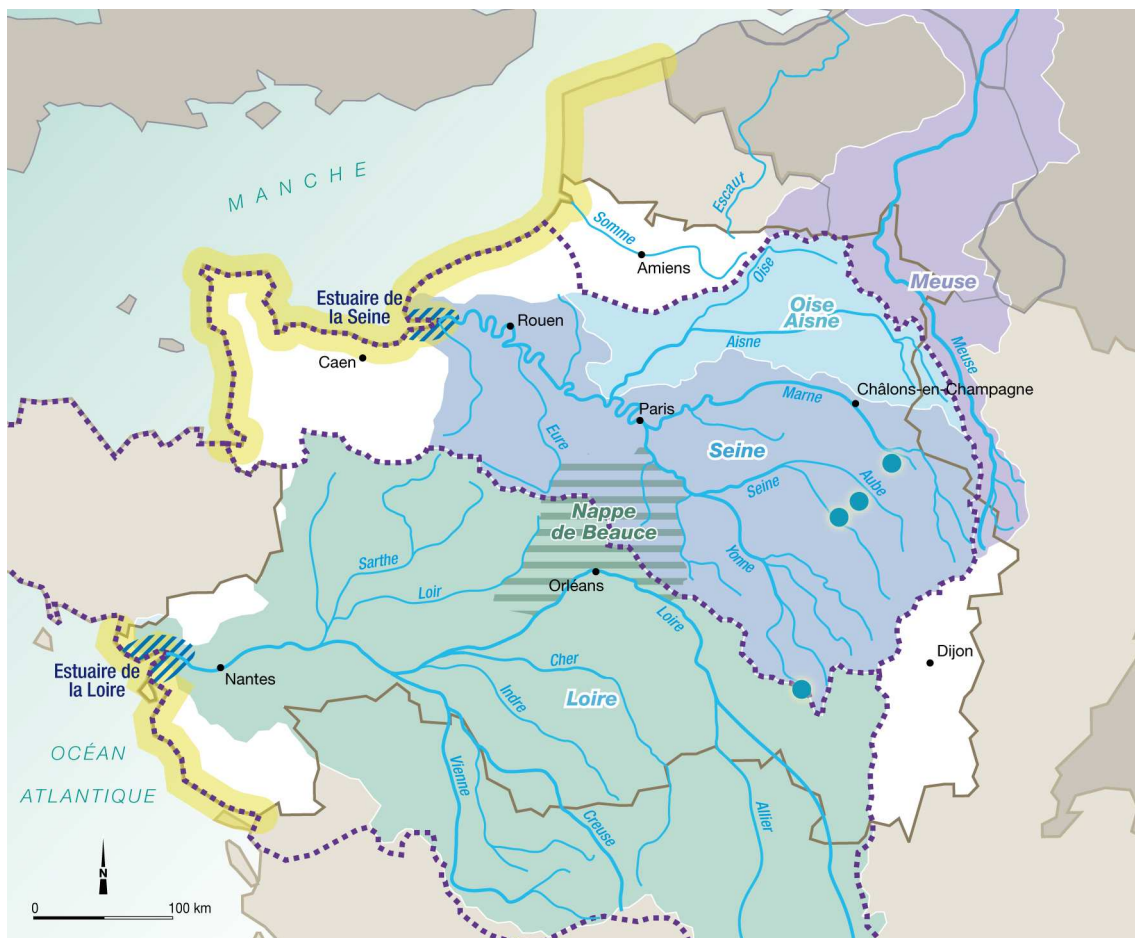 MANCHE
Escaut
Somme
Amiens
Oise
Meuse
Estuaire de
la Seine
Rouen
Oise
Aisne
Aisne
Meuse
Caen
Paris
Marne
Châlons-en-Champagne
Eure
Seine
Seine
Aube
Nappe
de Beauce
Yonne
Sarthe
Loir
Orléans
Loire
Estuaire de
la Loire
Nantes
Cher
Indre
Loire
Dijon
OCÉAN
ATLANTIQUE
Vienne
Creuse
Allier
N
0 100 km